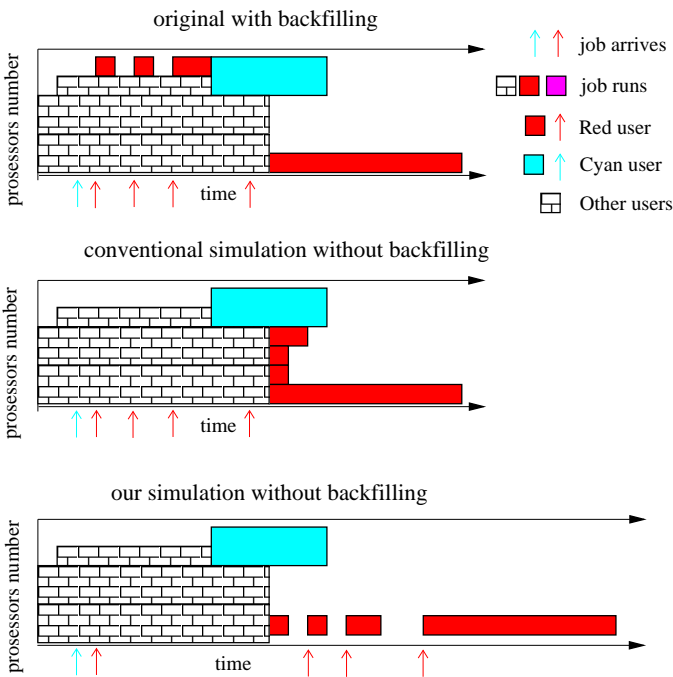 original with backfilling
prosessors number
time
job arrives
job runs
Red user
Cyan user
Other users
conventional simulation without backfilling
prosessors number
time
our simulation without backfilling
prosessors number
time